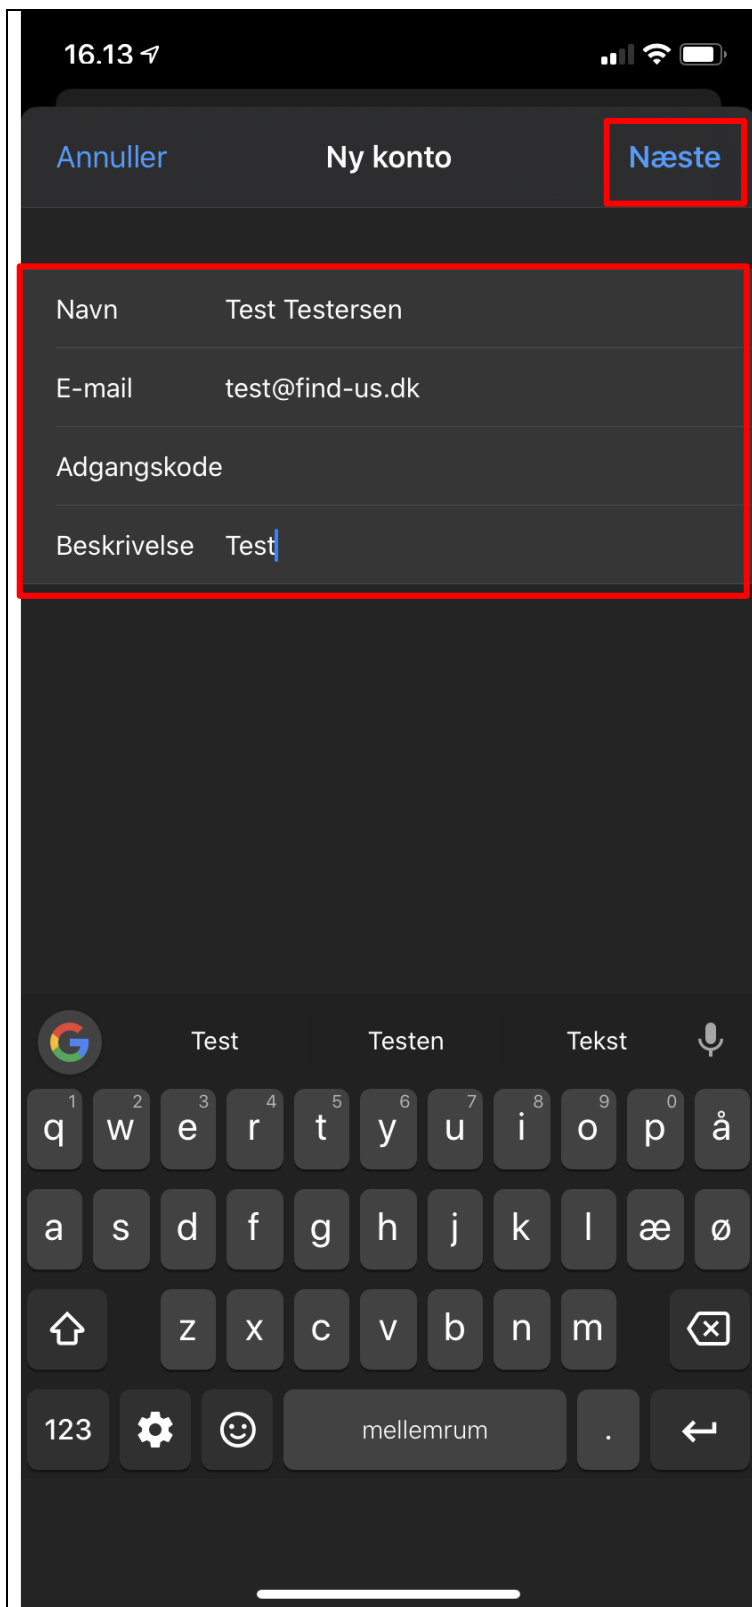 16.13
Annuller Ny konto Næste
Navn Test Testersen
E-mail test@find-us.dk
Adgangskode
Beskrivelse Test
Test Testen Tekst
1 2 3 4 5 6 7 8 9 0
q w e r t y u i o p å
a s d f g h j k l æ ø
z x c v b n m
123 mellemrum .